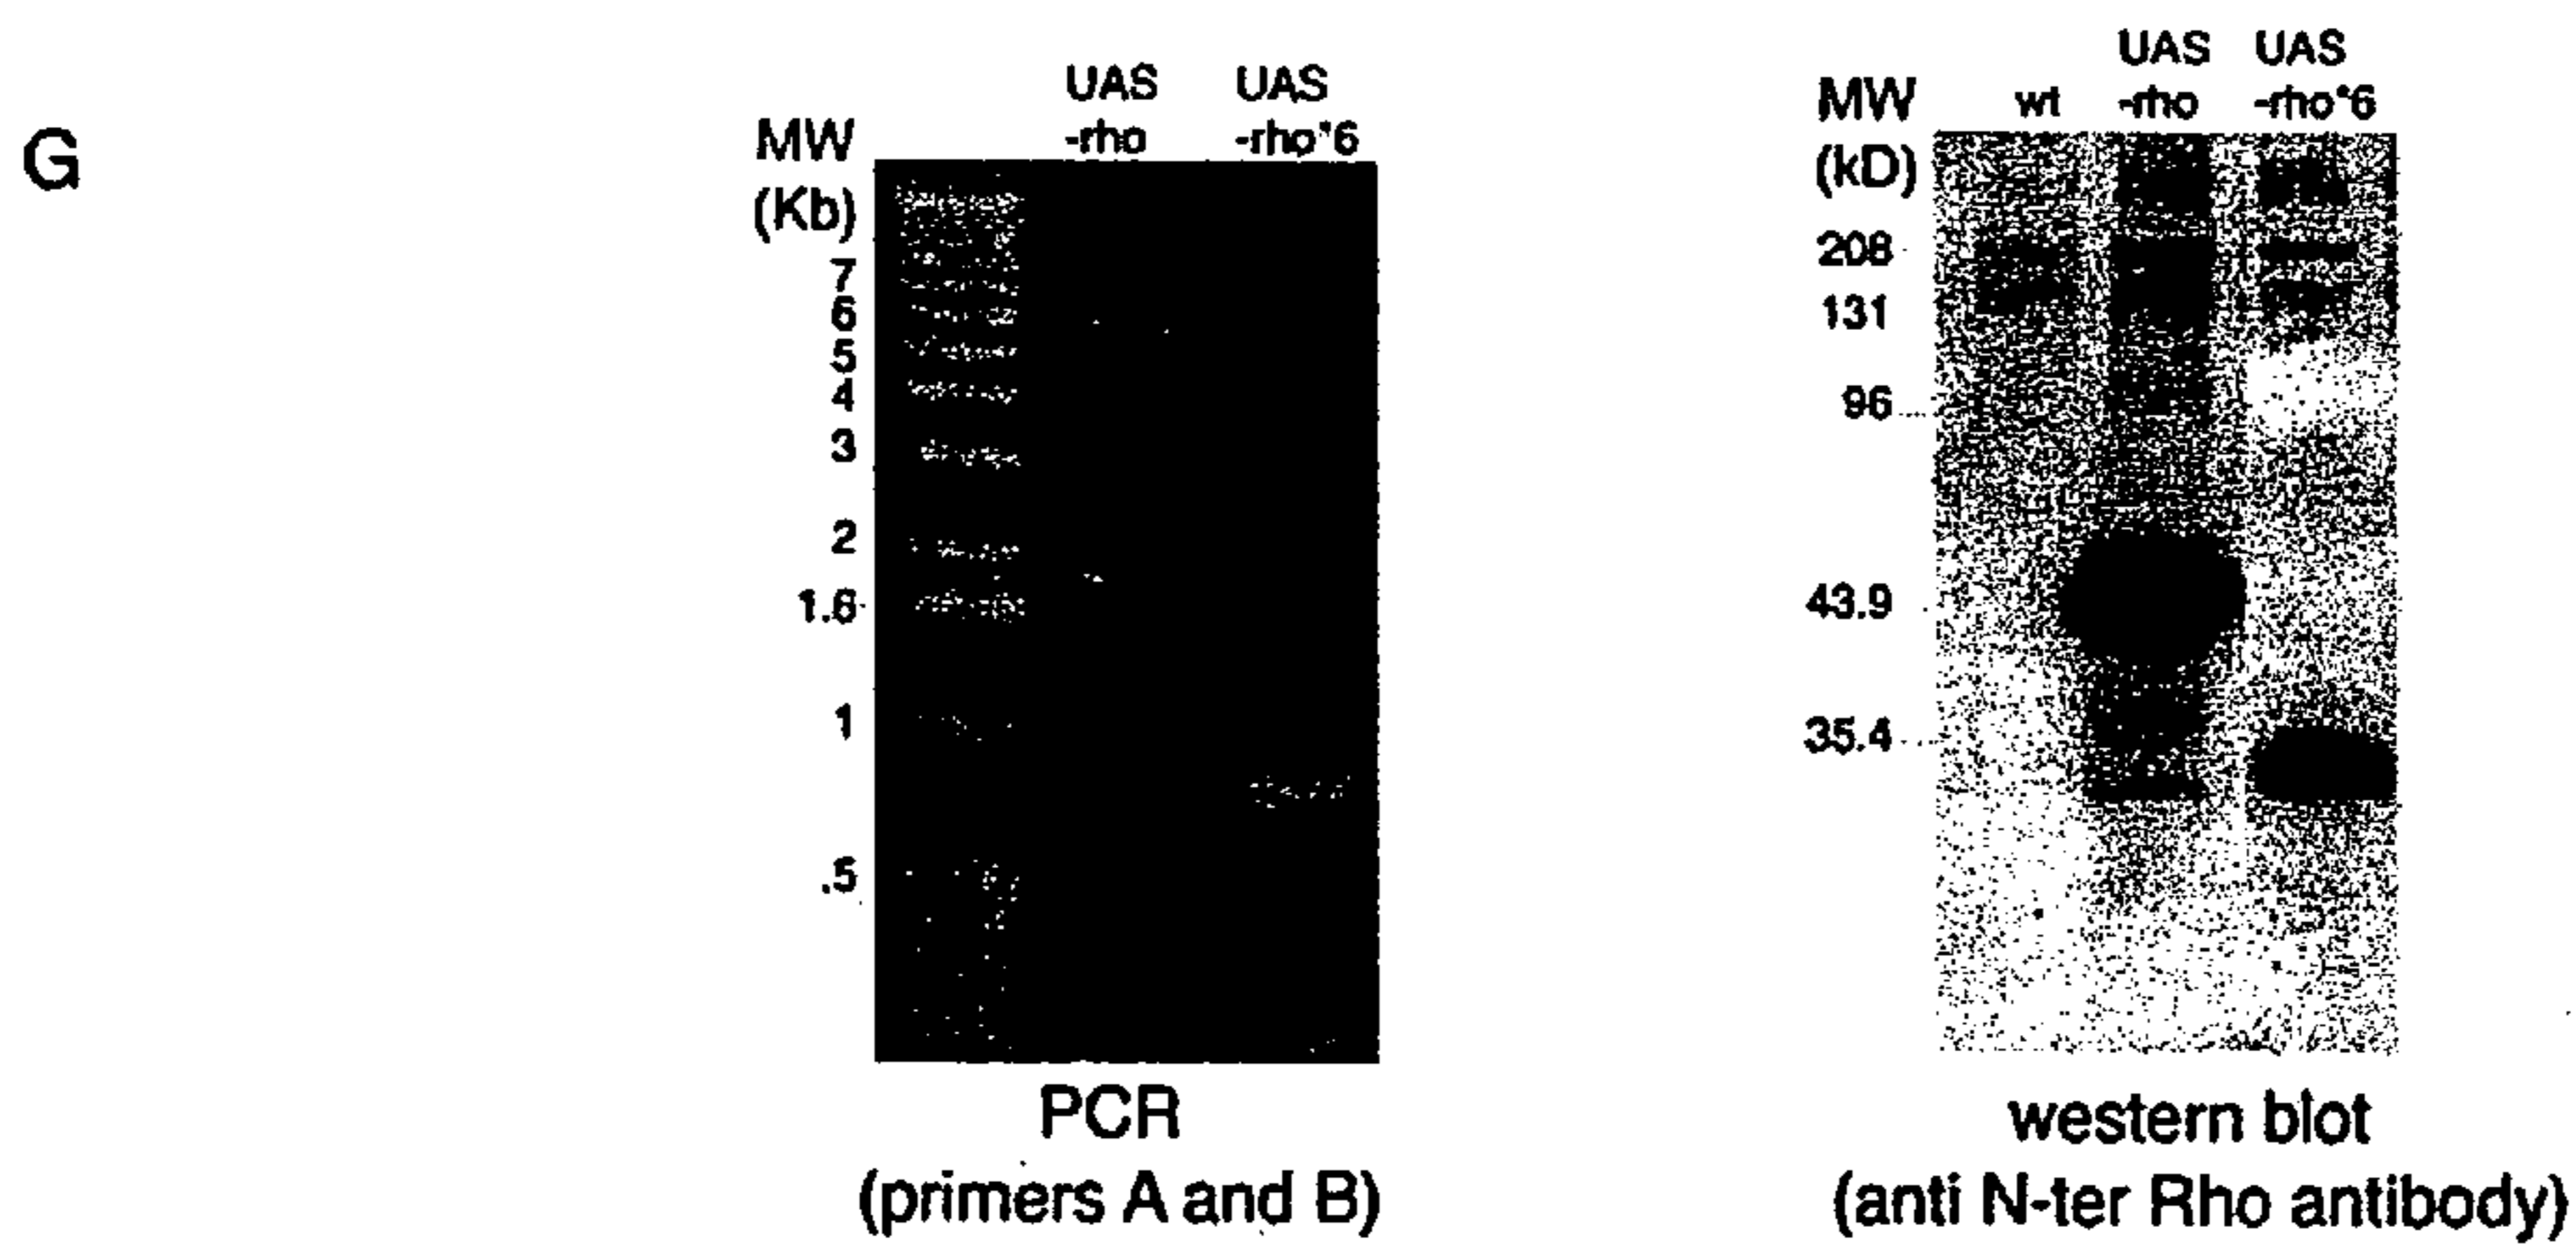 G
UAS UAS
MW -rho -rho*6
(Kb)
7
6
5
4
3
2
1.6
1
.5
PCR
(primers A and B)
UAS UAS
MW wt -rho -rho*6
(kD)
208
131
96
43.9
35.4
western blot
(anti N-ter Rho antibody)